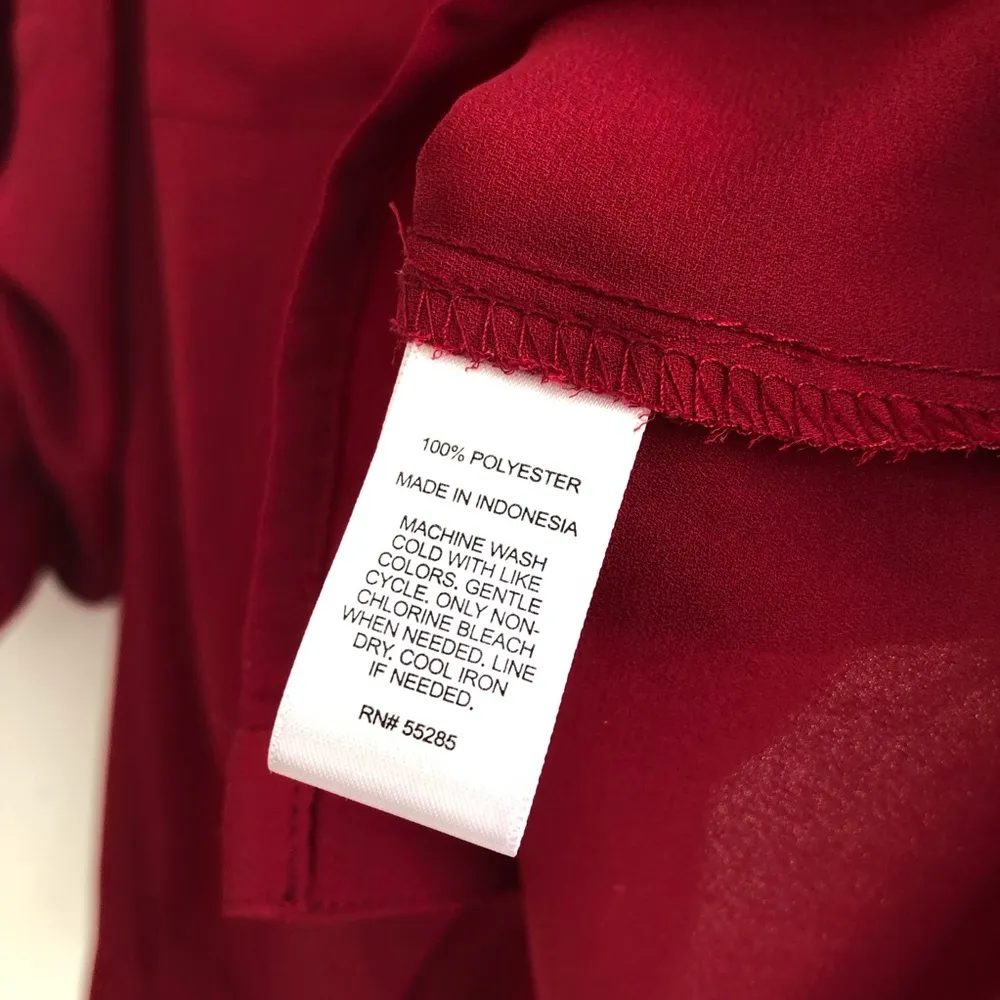 100% POLYESTER
MADE IN INDONESIA
MACHINE WASH
COLD WITH LIKE
COLORS. GENTLE
CYCLE. ONLY NON-
CHLORINE BLEACH
WHEN NEEDED. LINE
DRY. COOL IRON
IF NEEDED.
RN# 55285